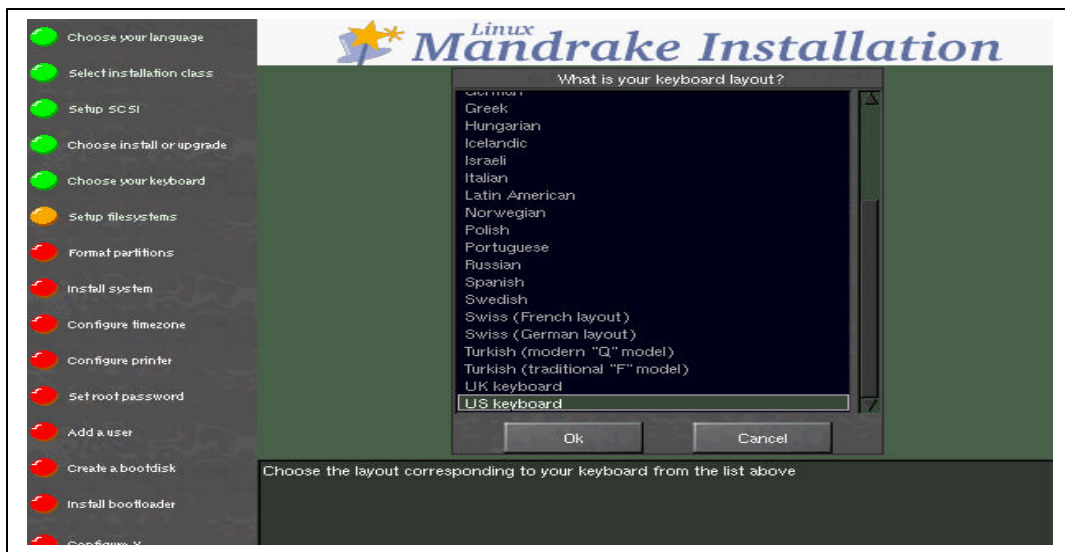 Choose your language
Select installation class
Setup SCSI
Choose install or upgrade
Choose your keyboard
Setup filesystems
Format partitions
Install system
Configure timezone
Configure printer
Set root password
Add a user
Create a bootdisk
Install bootloader
Configure X
Linux
Mandrake Installation
What is your keyboard layout?
German
Greek
Hungarian
Icelandic
Israeli
Italian
Latin American
Norwegian
Polish
Portuguese
Russian
Spanish
Swedish
Swiss (French layout)
Swiss (German layout)
Turkish (modern "Q" model)
Turkish (traditional "F" model)
UK keyboard
US keyboard
Ok
Cancel
Choose the layout corresponding to your keyboard from the list above